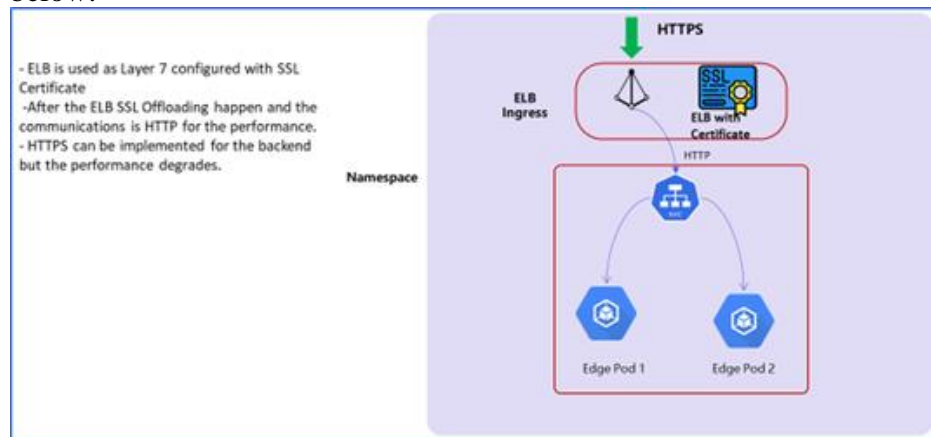 - ELB is used as Layer 7 configured with SSL
Certificate
-After the ELB SSL Offloading happen and the
communications is HTTP for the performance.
- HTTPS can be implemented for the backend
but the performance degrades.
Namespace
HTTPS
ELB
Ingress
SSL
ELB with
Certificate
HTTP
svc
Edge Pod 1
Edge Pod 2